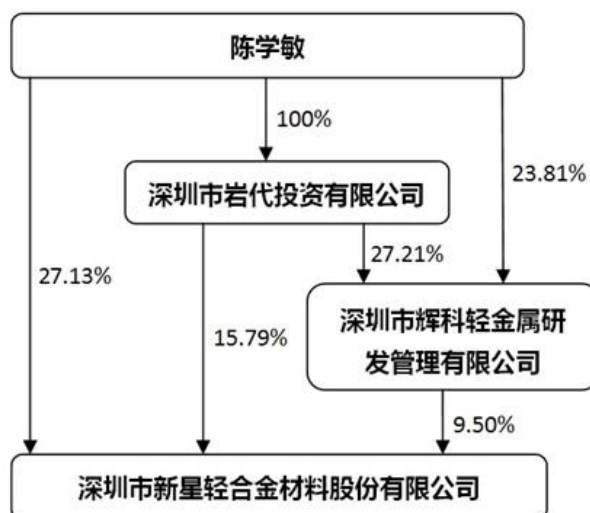 陈学敏
100%
23.81%
深圳市岩代投资有限公司
27.21%
27.13%
深圳市辉科轻金属研
发管理有限公司
15.79%
9.50%
深圳市新星轻合金材料股份有限公司